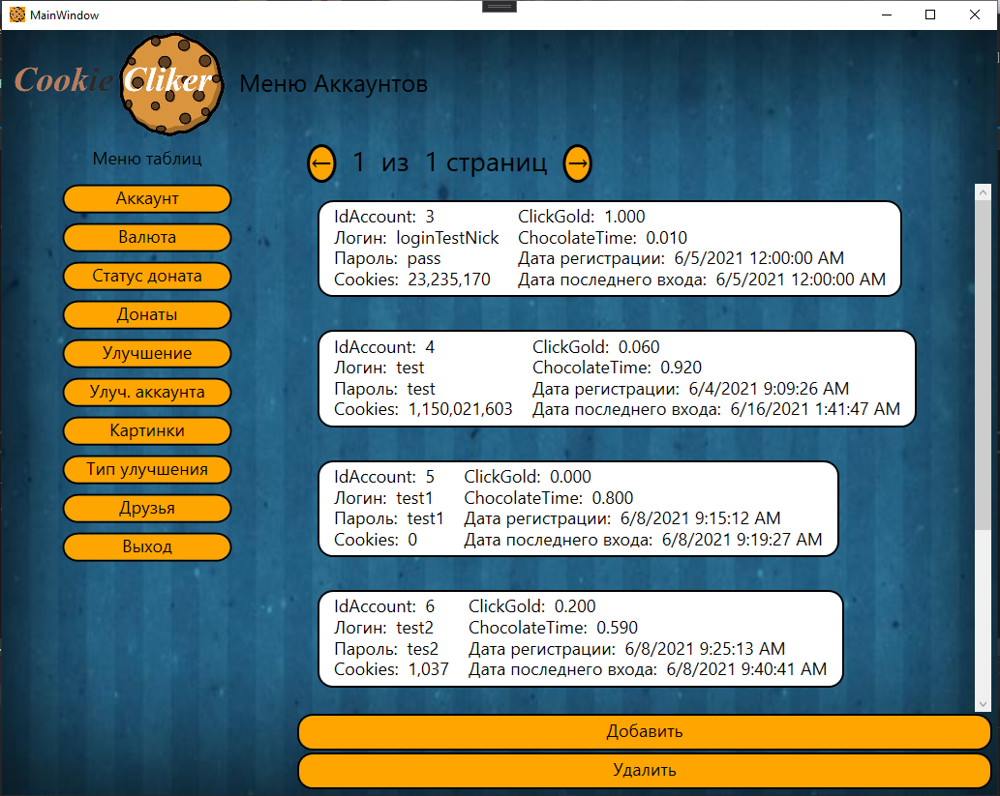 MainWindow
Cookie Cliker
Меню Аккаунтов
Меню таблиц
Аккаунт
Валюта
Статус доната
Донаты
Улучшение
Улуч. аккаунта
Картинки
Тип улучшения
Друзья
Выход
← 1 из 1 страниц →
IdAccount: 3 ClickGold: 1.000
Логин: loginTestNick ChocolateTime: 0.010
Пароль: pass Дата регистрации: 6/5/2021 12:00:00 AM
Cookies: 23,235,170 Дата последнего входа: 6/5/2021 12:00:00 AM
IdAccount: 4 ClickGold: 0.060
Логин: test ChocolateTime: 0.920
Пароль: test Дата регистрации: 6/4/2021 9:09:26 AM
Cookies: 1,150,021,603 Дата последнего входа: 6/16/2021 1:41:47 AM
IdAccount: 5 ClickGold: 0.000
Логин: test1 ChocolateTime: 0.800
Пароль: test1 Дата регистрации: 6/8/2021 9:15:12 AM
Cookies: 0 Дата последнего входа: 6/8/2021 9:19:27 AM
IdAccount: 6 ClickGold: 0.200
Логин: test2 ChocolateTime: 0.590
Пароль: tes2 Дата регистрации: 6/8/2021 9:25:13 AM
Cookies: 1,037 Дата последнего входа: 6/8/2021 9:40:41 AM
Добавить
Удалить